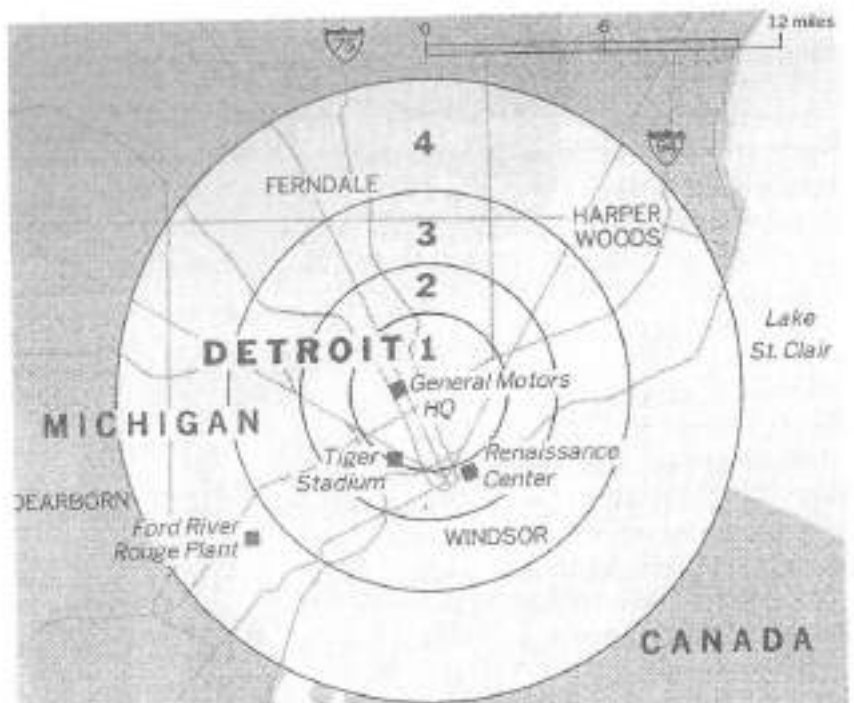 75
0 6 12 miles
94
4
FERNDALE
3
HARPER
WOODS
2
Lake
St. Clair
DETROIT
1
General Motors
HQ
MICHIGAN
Tiger
Stadium
Renaissance
Center
DEARBORN
Ford River
Rouge Plant
WINDSOR
CANADA